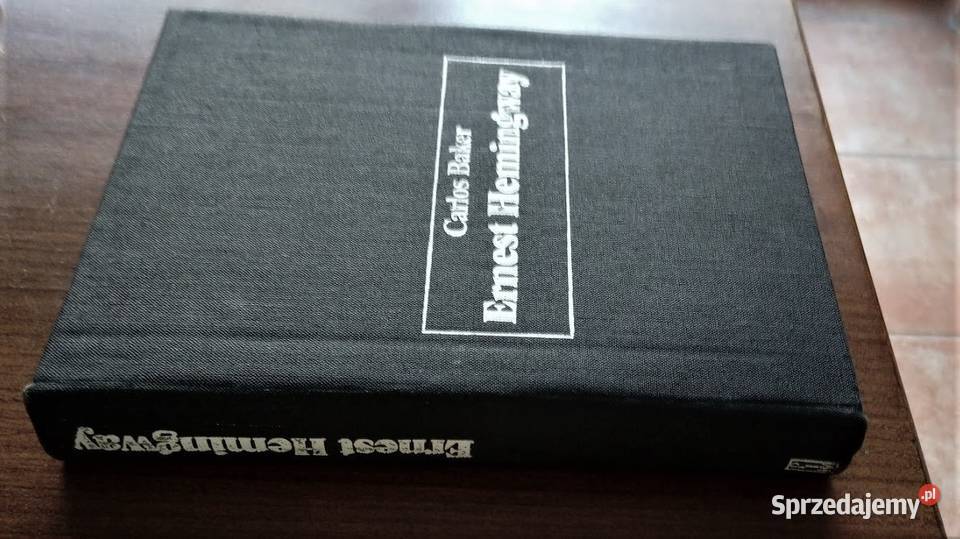 Carlos Baker
Ernest Hemingway
Ernest Hemingway
Sprzedajemy.pl